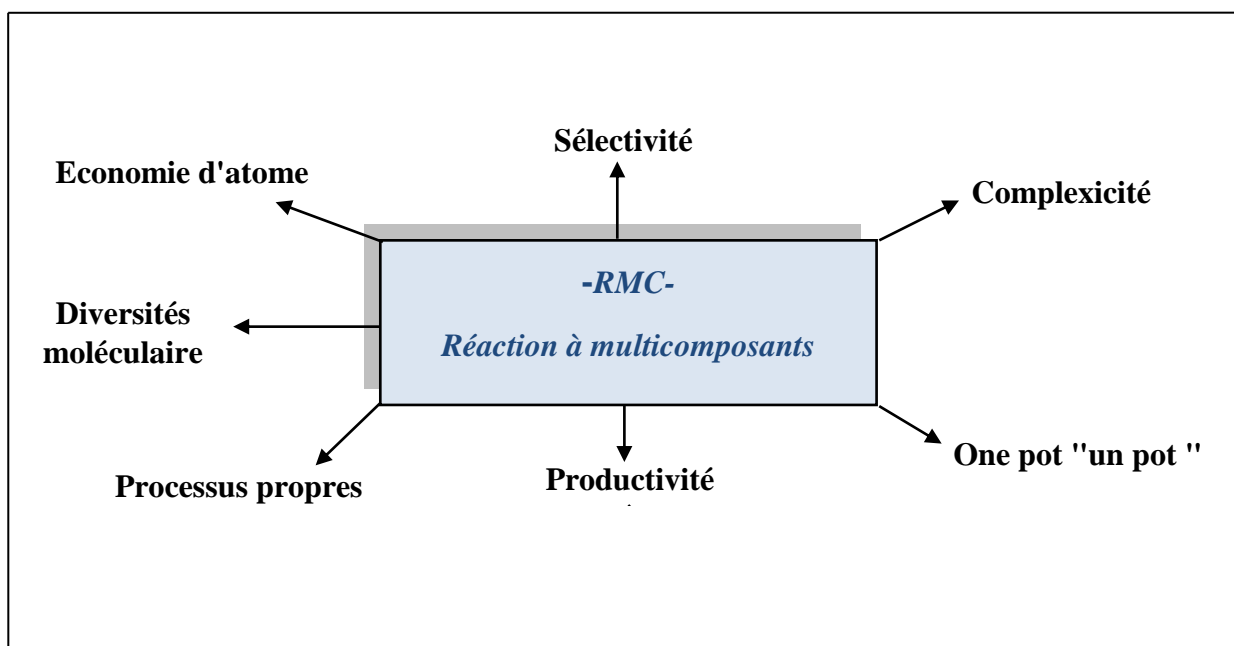 Sélectivité
Economie d'atome
Complexicité
-RMC-
Réaction à multicomposants
Diversités
moléculaire
One pot "un pot "
Processus propres
Productivité